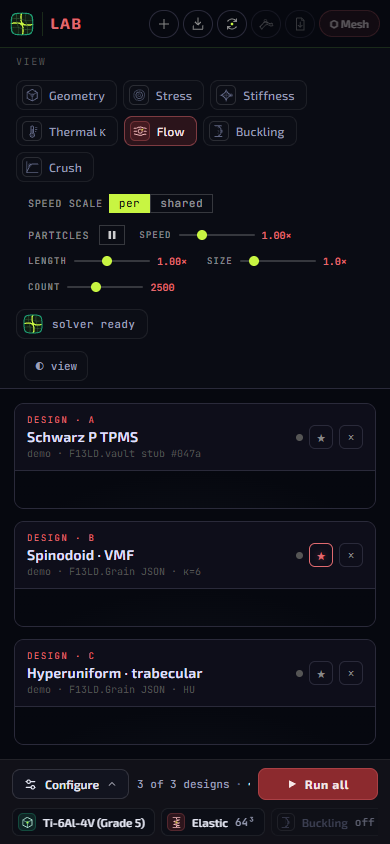 LAB
Mesh
VIEW
Geometry
Stress
Stiffness
Thermal κ
Flow
Buckling
Crush
SPEED SCALE per shared
PARTICLES SPEED 1.00×
LENGTH 1.00× SIZE 1.0×
COUNT 2500
solver ready
view
DESIGN · A
Schwarz P TPMS
demo · F13LD.vault stub #047a
DESIGN · B
Spinodoid · VMF
demo · F13LD.Grain JSON · κ=6
DESIGN · C
Hyperuniform · trabecular
demo · F13LD.Grain JSON · HU
Configure 3 of 3 designs · Run all
Ti-6Al-4V (Grade 5) Elastic 64³ Buckling off